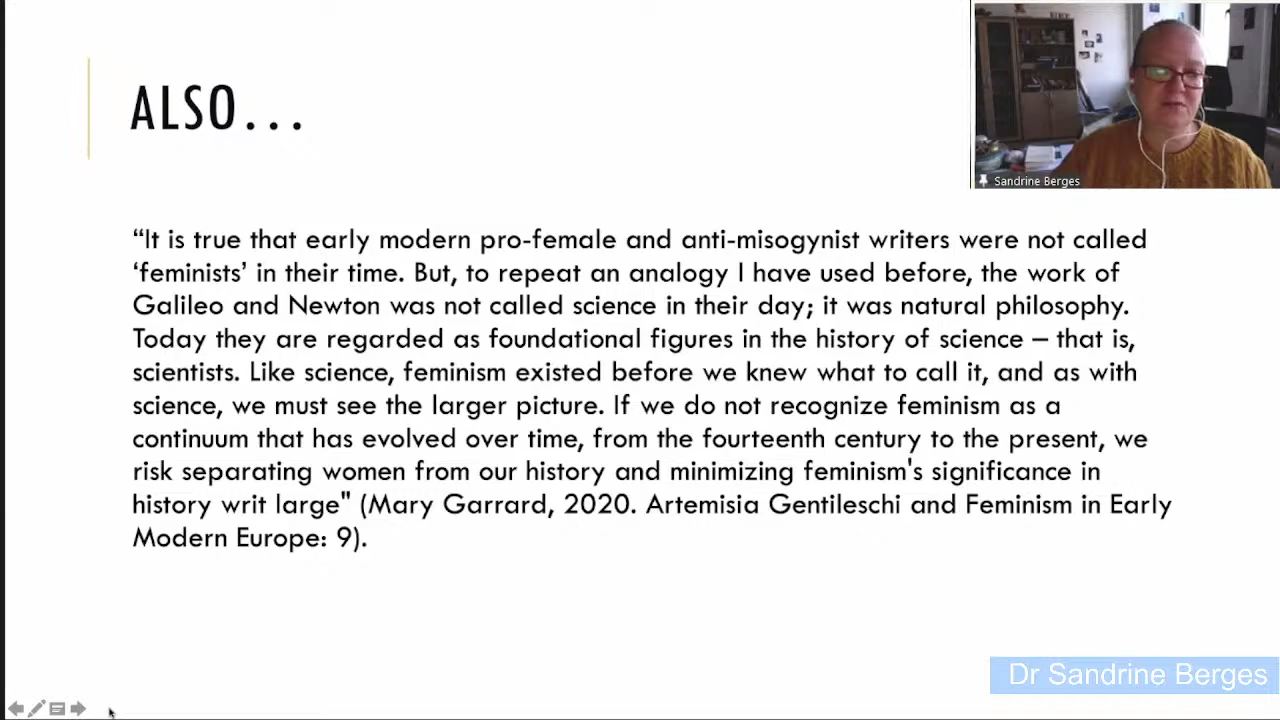 ALSO...
Sandrine Berges
“It is true that early modern pro-female and anti-misogynist writers were not called
‘feminists’ in their time. But, to repeat an analogy I have used before, the work of
Galileo and Newton was not called science in their day; it was natural philosophy.
Today they are regarded as foundational figures in the history of science – that is,
scientists. Like science, feminism existed before we knew what to call it, and as with
science, we must see the larger picture. If we do not recognize feminism as a
continuum that has evolved over time, from the fourteenth century to the present, we
risk separating women from our history and minimizing feminism's significance in
history writ large" (Mary Garrard, 2020. Artemisia Gentileschi and Feminism in Early
Modern Europe: 9).
Dr Sandrine Berges